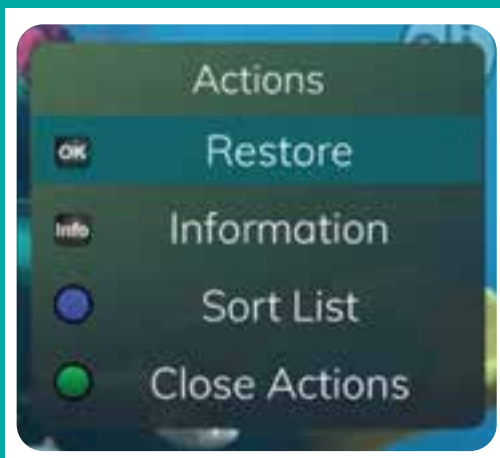 Actions
OK Restore
Info Information
Sort List
Close Actions